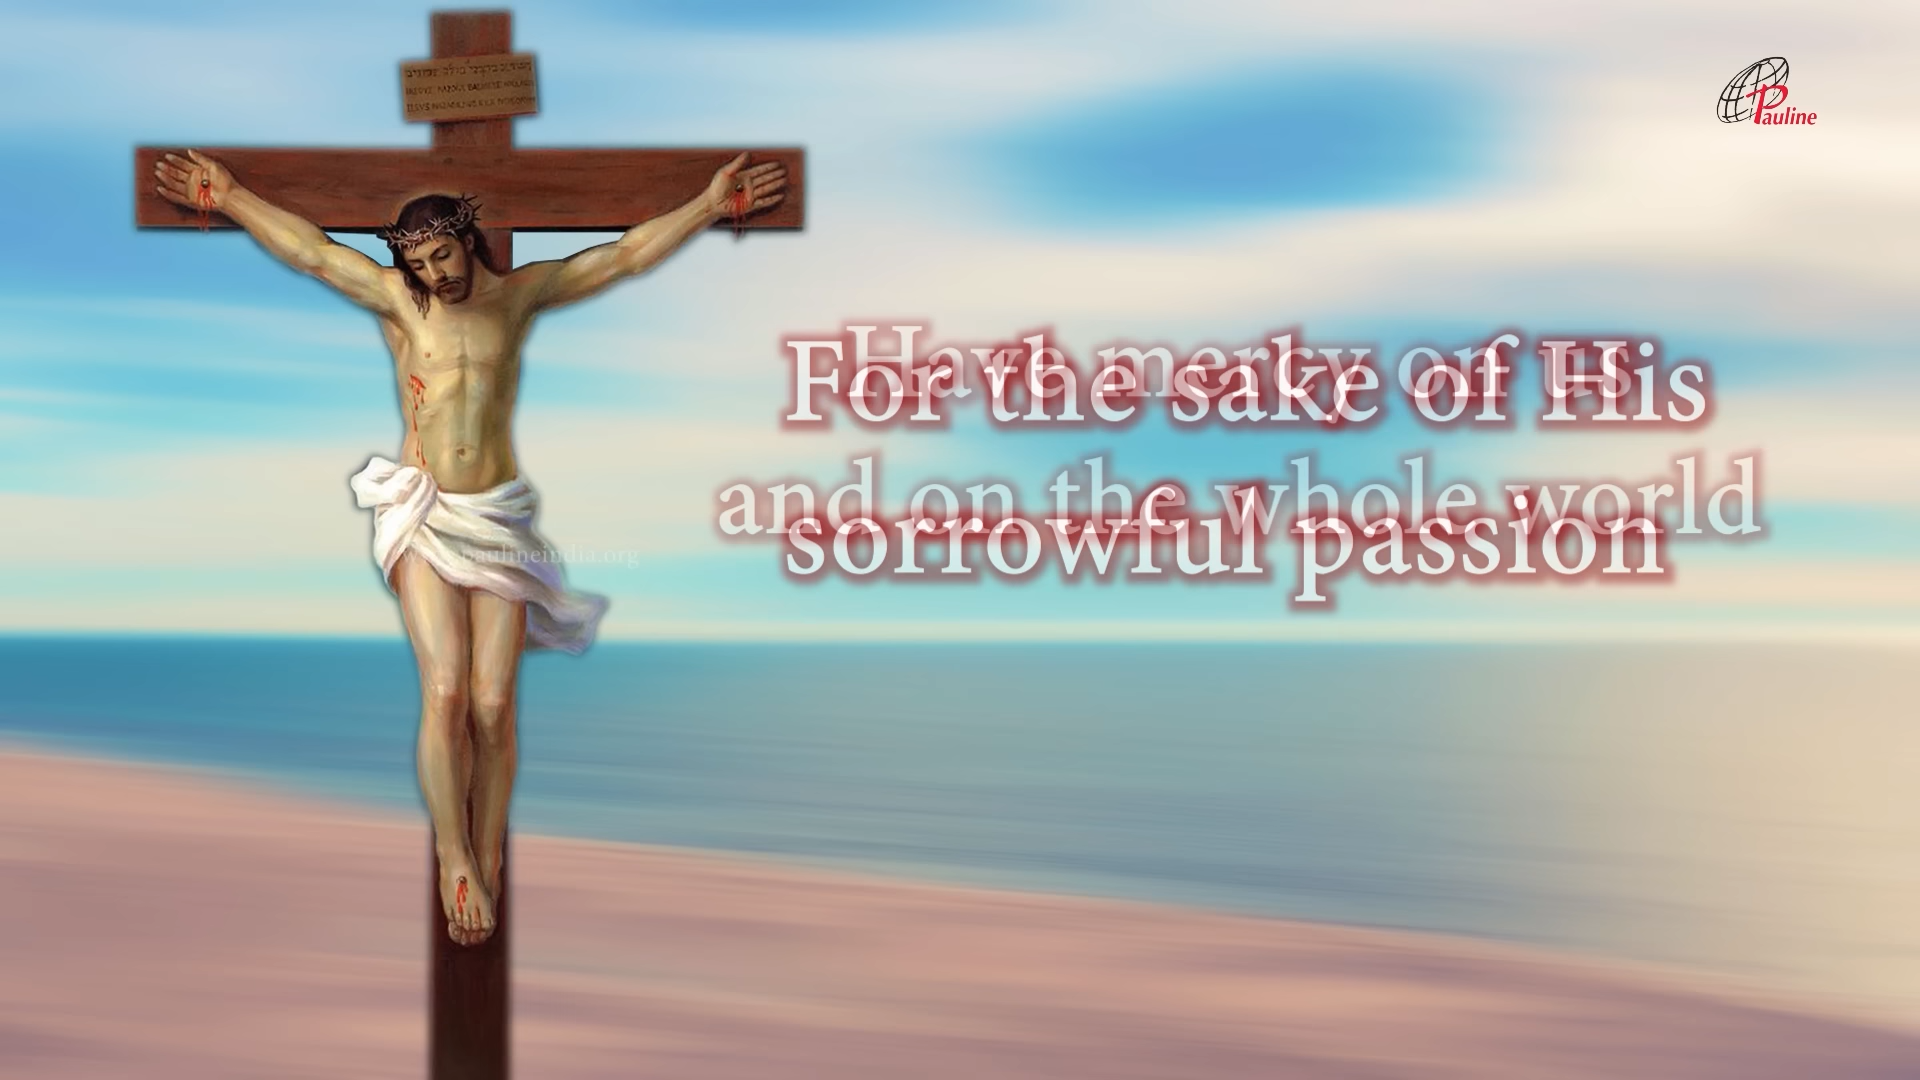 Pauline
For the sake of His
sorrowful passion
Have mercy on us
and on the whole world
www.paulineindia.org